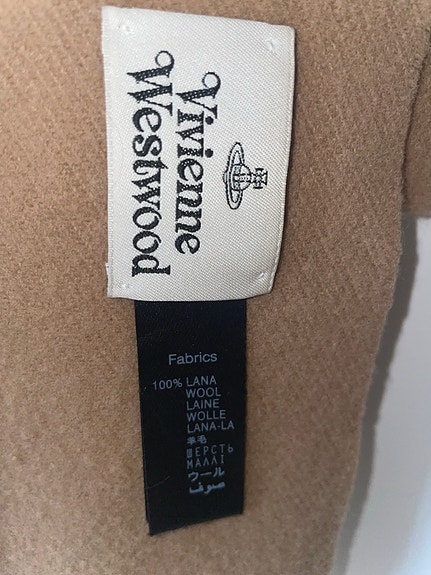 Vivienne
Westwood
Fabrics
100% LANA
WOOL
LAINE
WOLLE
LANA-LA
羊毛
ШЕРСТЬ
ΜΑΛΛΙ
ウール
صوف